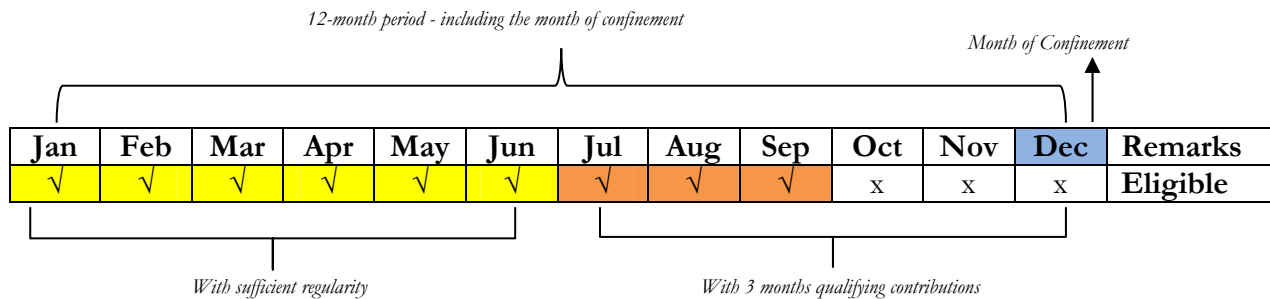 12-month period - including the month of confinement
Month of Confinement
Jan Feb Mar Apr May Jun Jul Aug Sep Oct Nov Dec Remarks
√ √ √ √ √ √ √ √ √ x x x Eligible
With sufficient regularity
With 3 months qualifying contributions